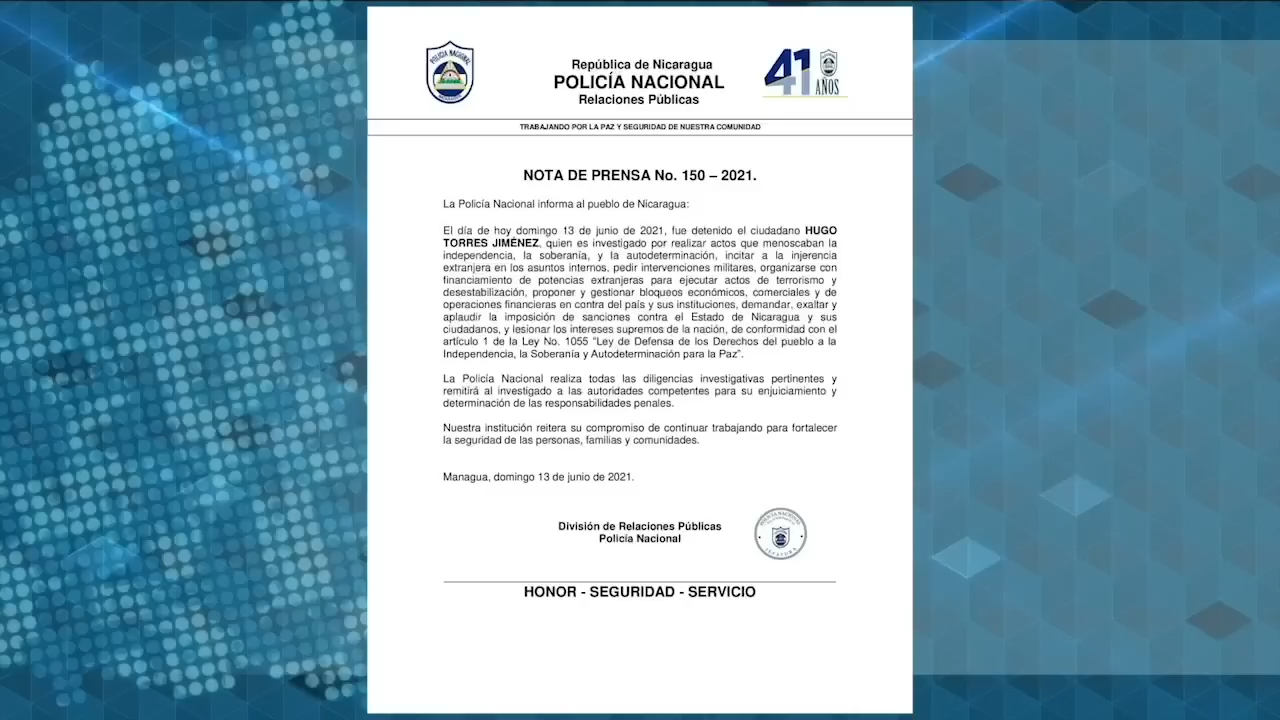 POLICIA NACIONAL
República de Nicaragua
POLICÍA NACIONAL
Relaciones Públicas
41
AÑOS
TRABAJANDO POR LA PAZ Y SEGURIDAD DE NUESTRA COMUNIDAD
NOTA DE PRENSA No. 150 – 2021.
La Policía Nacional informa al pueblo de Nicaragua:
El día de hoy domingo 13 de junio de 2021, fue detenido el ciudadano HUGO
TORRES JIMÉNEZ, quien es investigado por realizar actos que menoscaban la
independencia, la soberanía, y la autodeterminación, incitar a la injerencia
extranjera en los asuntos internos, pedir intervenciones militares, organizarse con
financiamiento de potencias extranjeras para ejecutar actos de terrorismo y
desestabilización, proponer y gestionar bloqueos económicos, comerciales y de
operaciones financieras en contra del país y sus instituciones, demandar, exaltar y
aplaudir la imposición de sanciones contra el Estado de Nicaragua y sus
ciudadanos, y lesionar los intereses supremos de la nación, de conformidad con el
artículo 1 de la Ley No. 1055 "Ley de Defensa de los Derechos del pueblo a la
Independencia, la Soberanía y Autodeterminación para la Paz".
La Policía Nacional realiza todas las diligencias investigativas pertinentes y
remitirá al investigado a las autoridades competentes para su enjuiciamiento y
determinación de las responsabilidades penales.
Nuestra institución reitera su compromiso de continuar trabajando para fortalecer
la seguridad de las personas, familias y comunidades.
Managua, domingo 13 de junio de 2021.
División de Relaciones Públicas
Policía Nacional
POLICIA NACIONAL
JEFATURA
HONOR - SEGURIDAD - SERVICIO